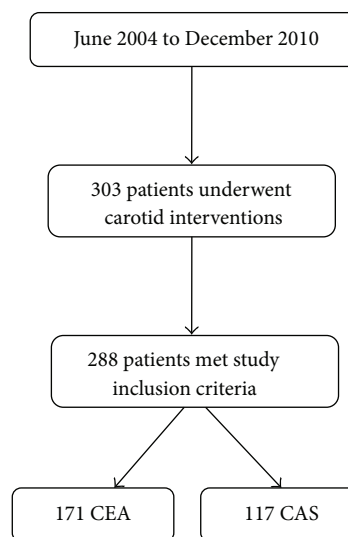 June 2004 to December 2010
303 patients underwent
carotid interventions
288 patients met study
inclusion criteria
171 CEA
117 CAS